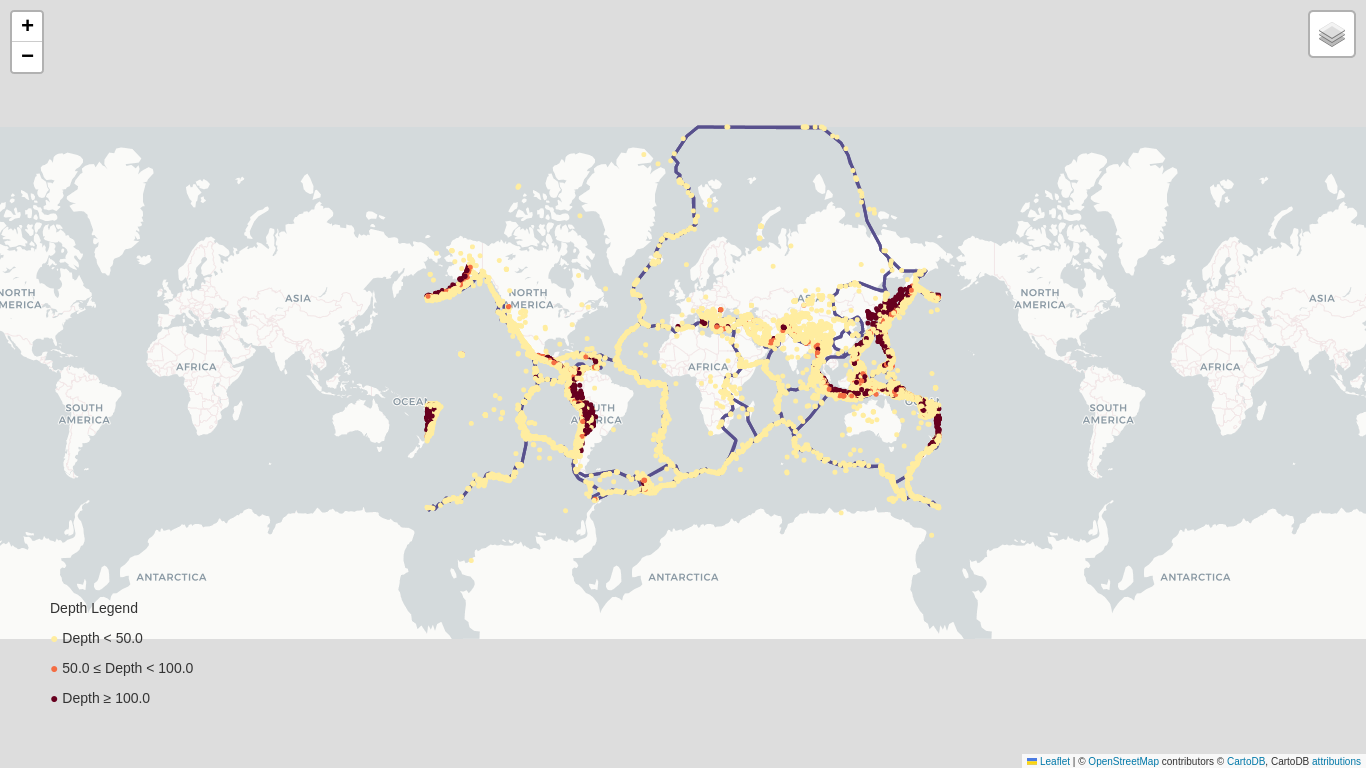 +
−
NORTH
AMERICA
ASIA
NORTH
AMERICA
AS
NORTH
AMERICA
ASIA
AFRICA
AFRICA
AFRICA
OCEAN
SOUTH
AMERICA
SOUTH
AMERICA
SOUTH
AMERICA
ANTARCTICA
ANTARCTICA
ANTARCTICA
Depth Legend
Depth < 50.0
50.0 ≤ Depth < 100.0
Depth ≥ 100.0
Leaflet | © OpenStreetMap contributors © CartoDB, CartoDB attributions